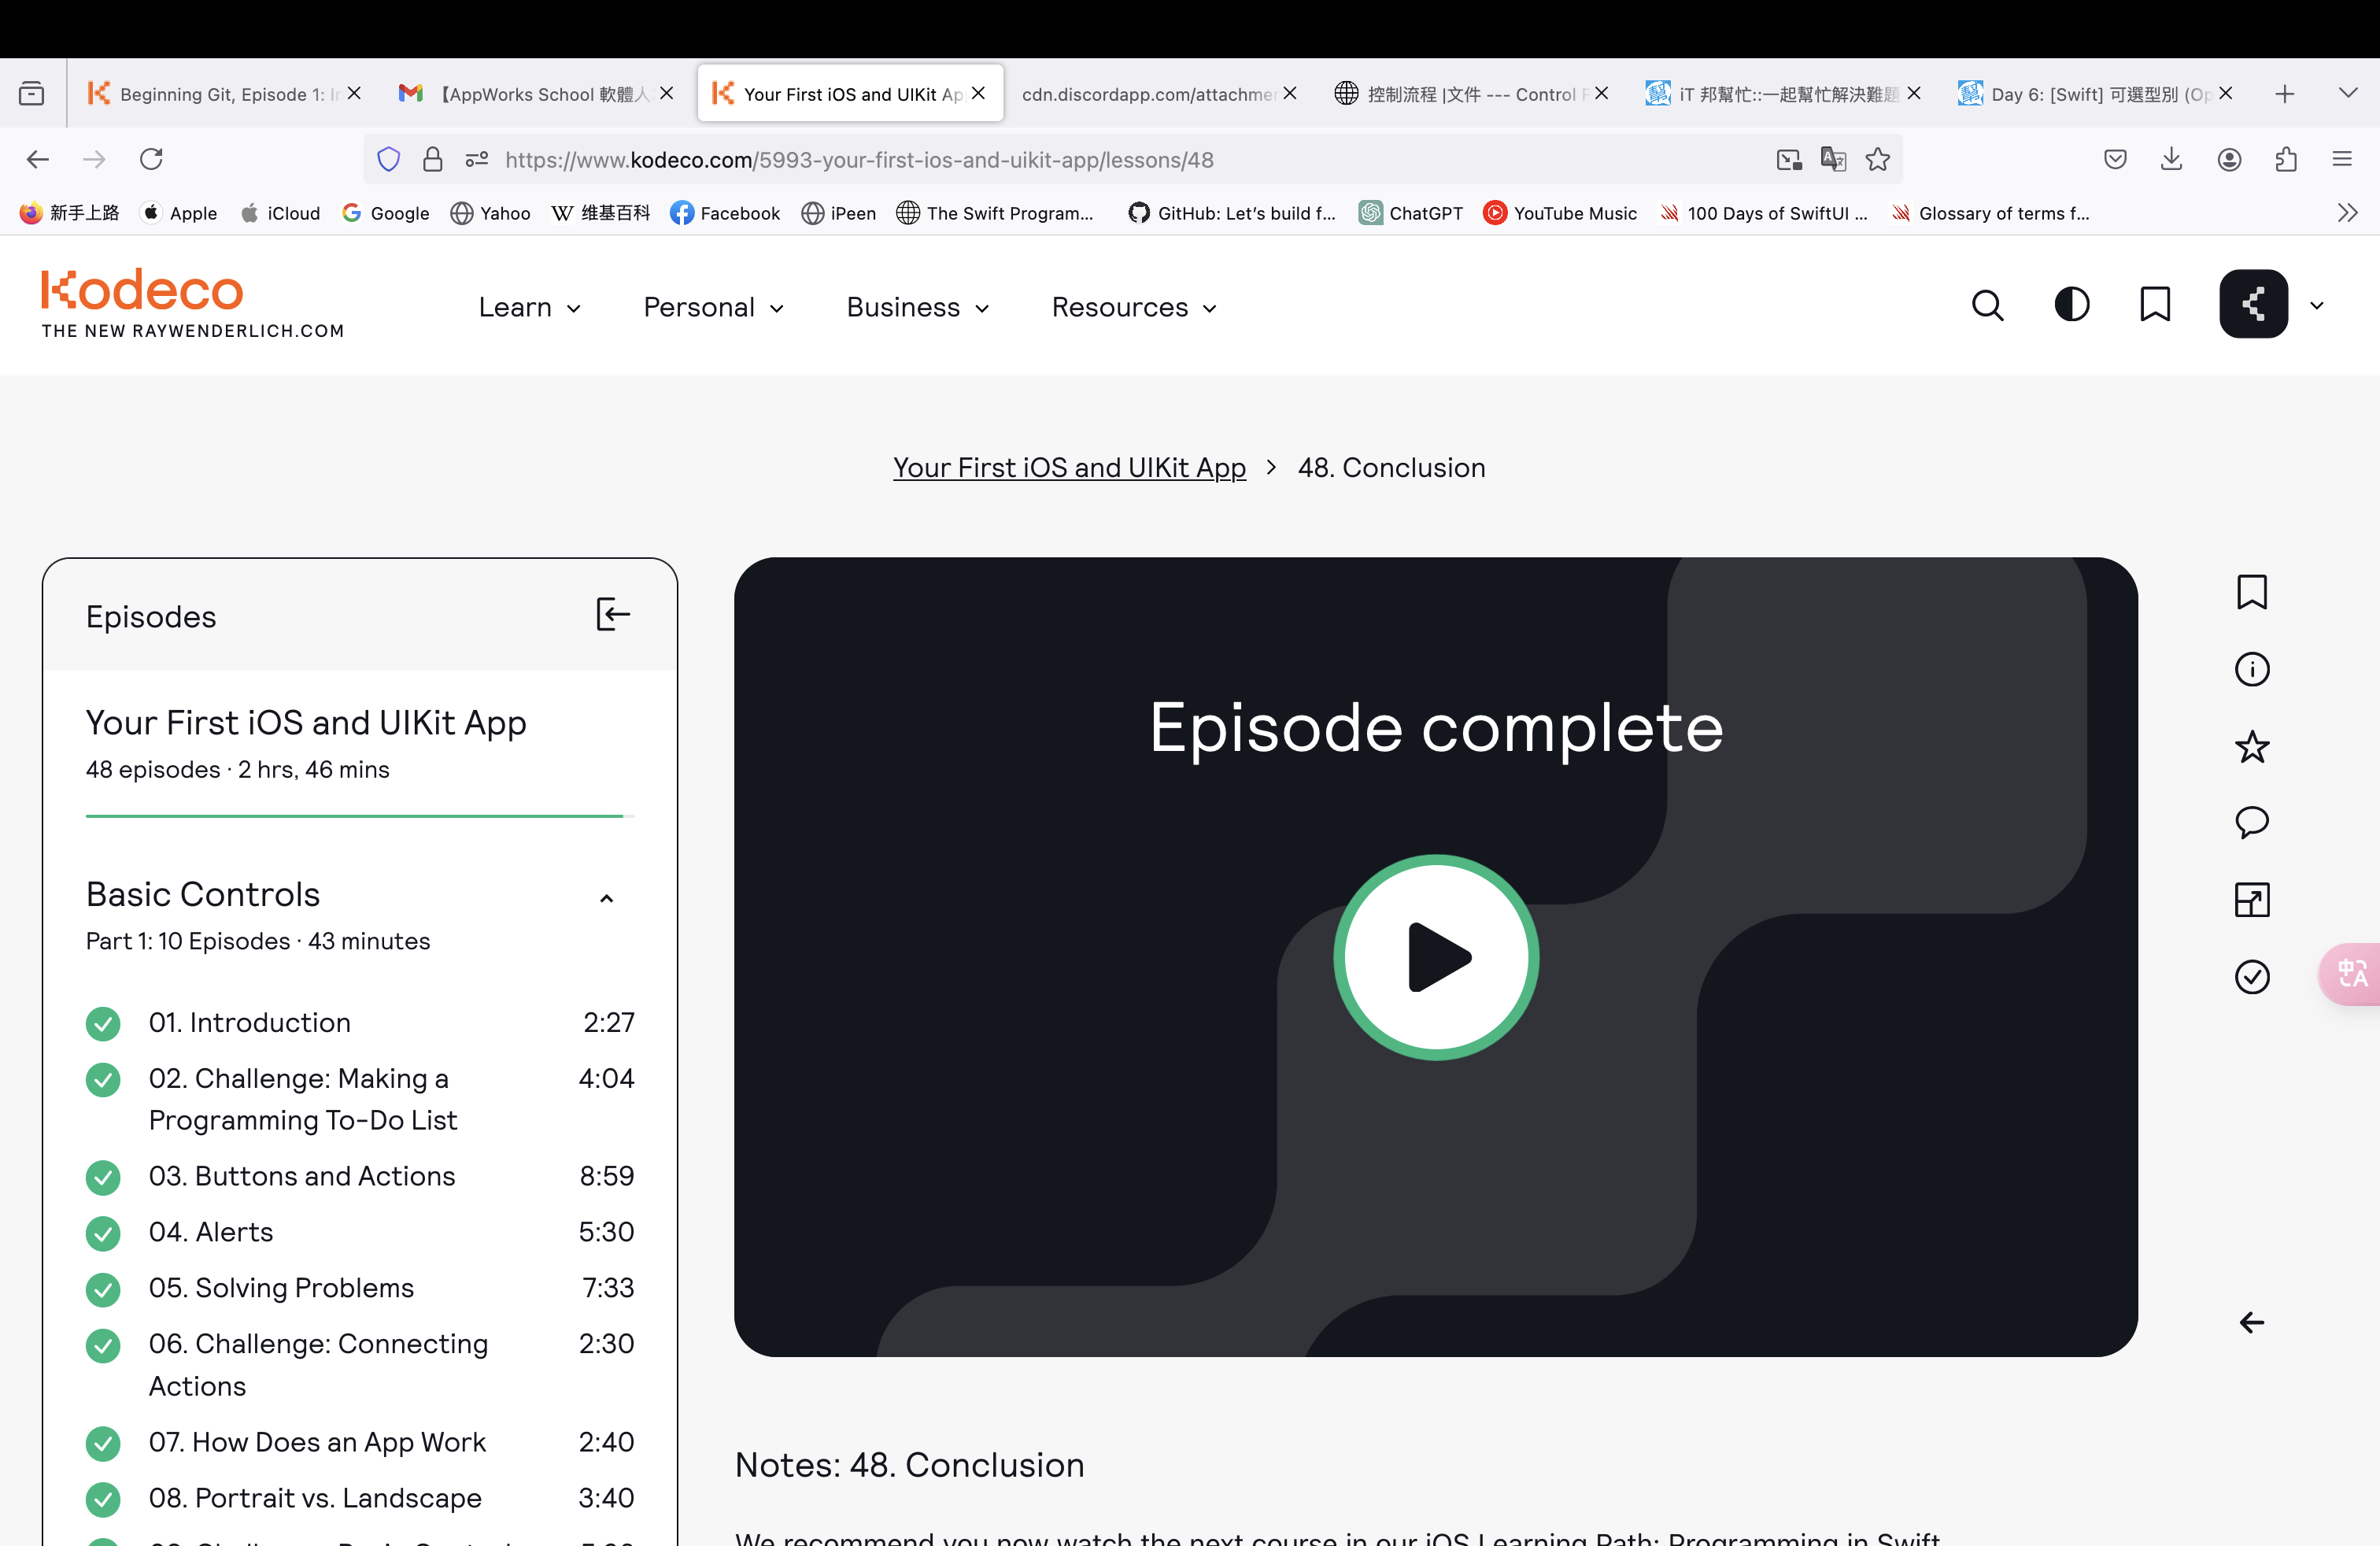 Beginning Git, Episode 1: In
【AppWorks School 軟體人
Your First iOS and UIKit Ap
cdn.discordapp.com/attachme
控制流程 |文件 --- Control F
iT 邦幫忙::一起幫忙解決難題
Day 6: [Swift] 可選型別 (Op
https://www.kodeco.com/5993-your-first-ios-and-uikit-app/lessons/48
新手上路
Apple
iCloud
Google
Yahoo
维基百科
Facebook
iPeen
The Swift Program...
GitHub: Let's build f...
ChatGPT
YouTube Music
100 Days of SwiftUI ...
Glossary of terms f...
Kodeco
THE NEW RAYWENDERLICH.COM
Learn
Personal
Business
Resources
Your First iOS and UIKit App > 48. Conclusion
Episodes
Your First iOS and UIKit App
48 episodes · 2 hrs, 46 mins
Basic Controls
Part 1: 10 Episodes · 43 minutes
01. Introduction 2:27
02. Challenge: Making a 4:04
Programming To-Do List
03. Buttons and Actions 8:59
04. Alerts 5:30
05. Solving Problems 7:33
06. Challenge: Connecting 2:30
Actions
07. How Does an App Work 2:40
08. Portrait vs. Landscape 3:40
Episode complete
Notes: 48. Conclusion
We recommend you now watch the next course in our iOS Learning Path: Programming in Swift